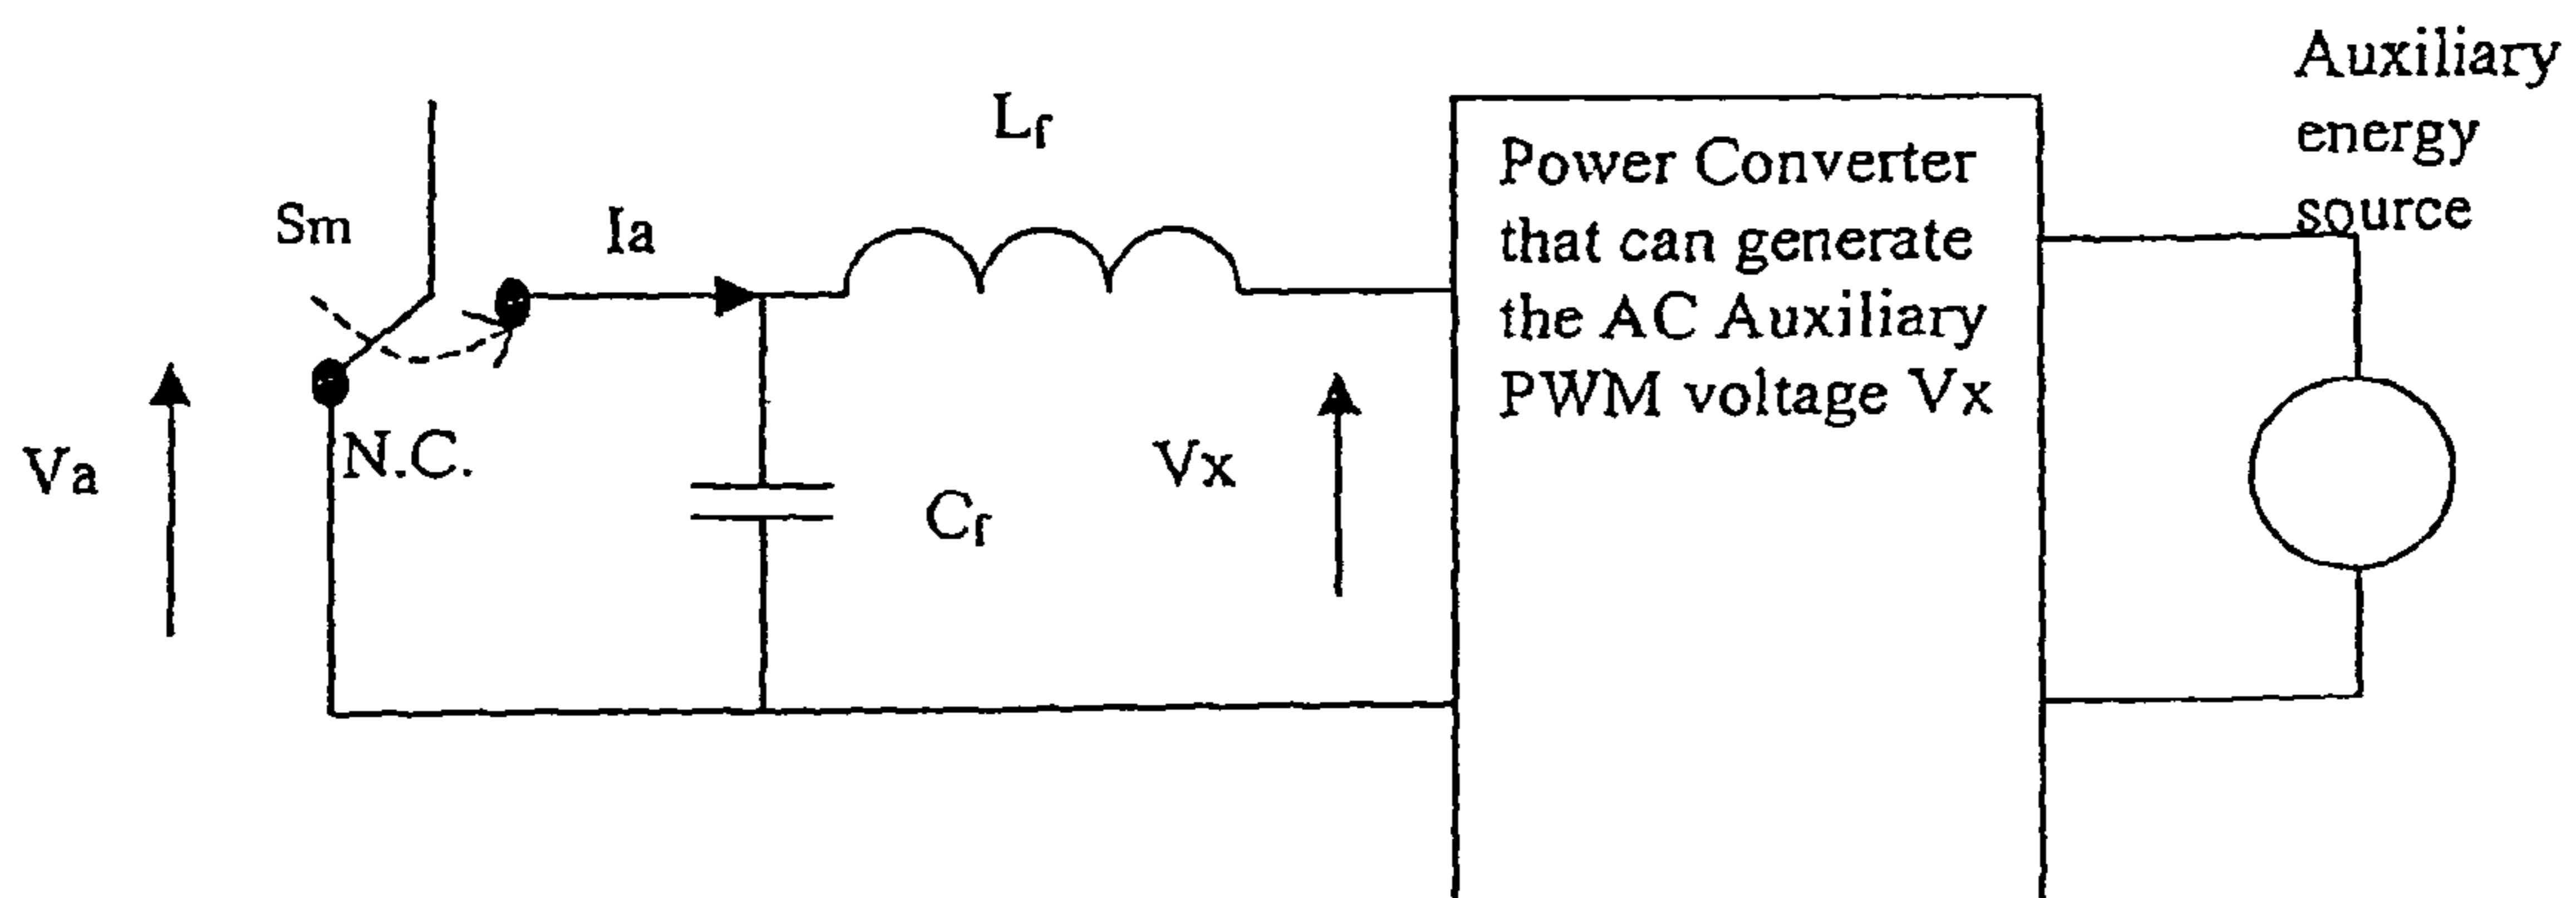 Auxiliary
energy
source
Lf
Power Converter
that can generate
the AC Auxiliary
PWM voltage Vx
Sm
Ia
Va
N.C.
Vx
Cf